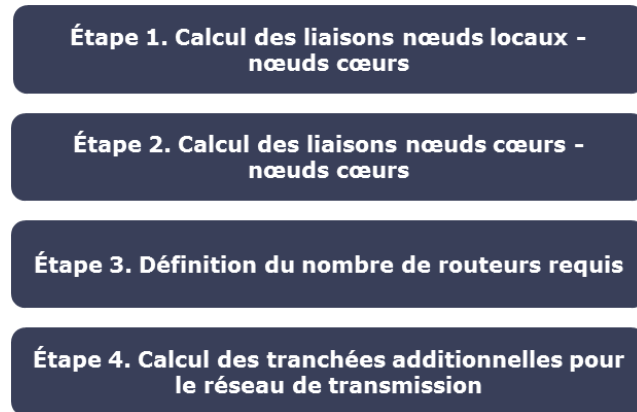 Étape 1. Calcul des liaisons nœuds locaux -
nœuds cœurs
Étape 2. Calcul des liaisons nœuds cœurs -
nœuds cœurs
Étape 3. Définition du nombre de routeurs requis
Étape 4. Calcul des tranchées additionnelles pour
le réseau de transmission